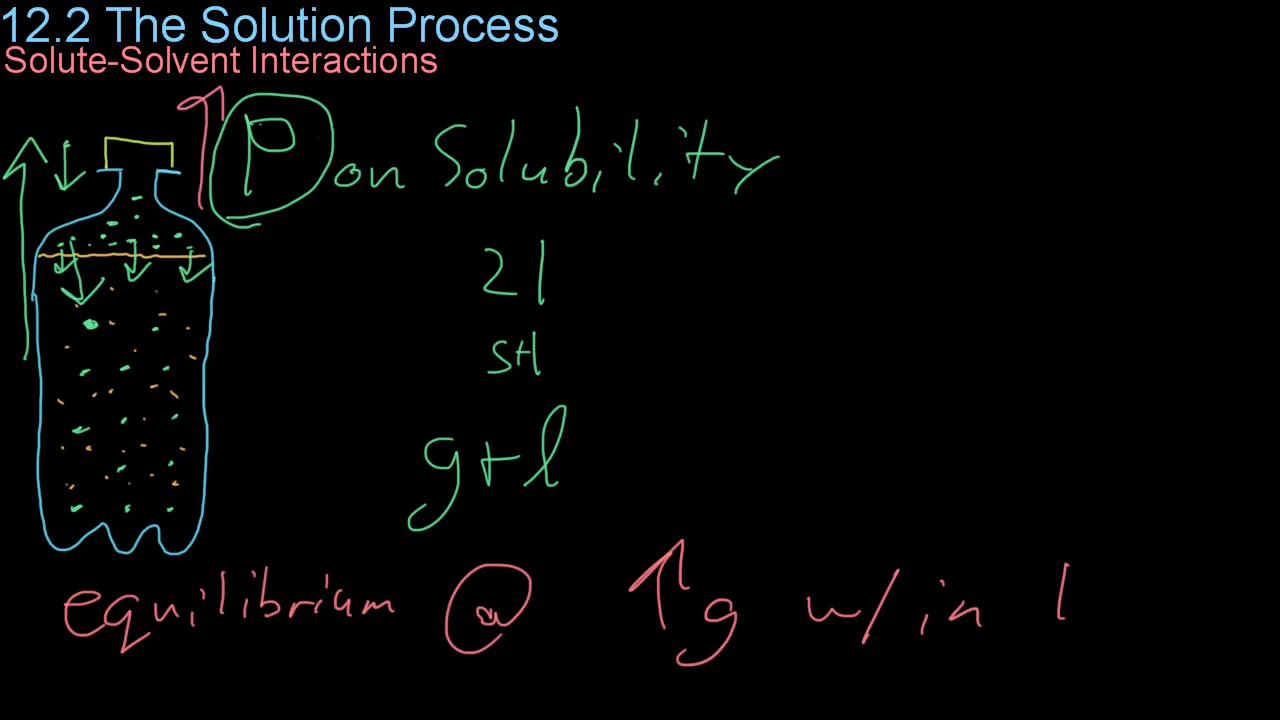 12.2 The Solution Process
Solute-Solvent Interactions
P on Solubility
2l
s+l
g+l
equilibrium @ ↑g w/in l